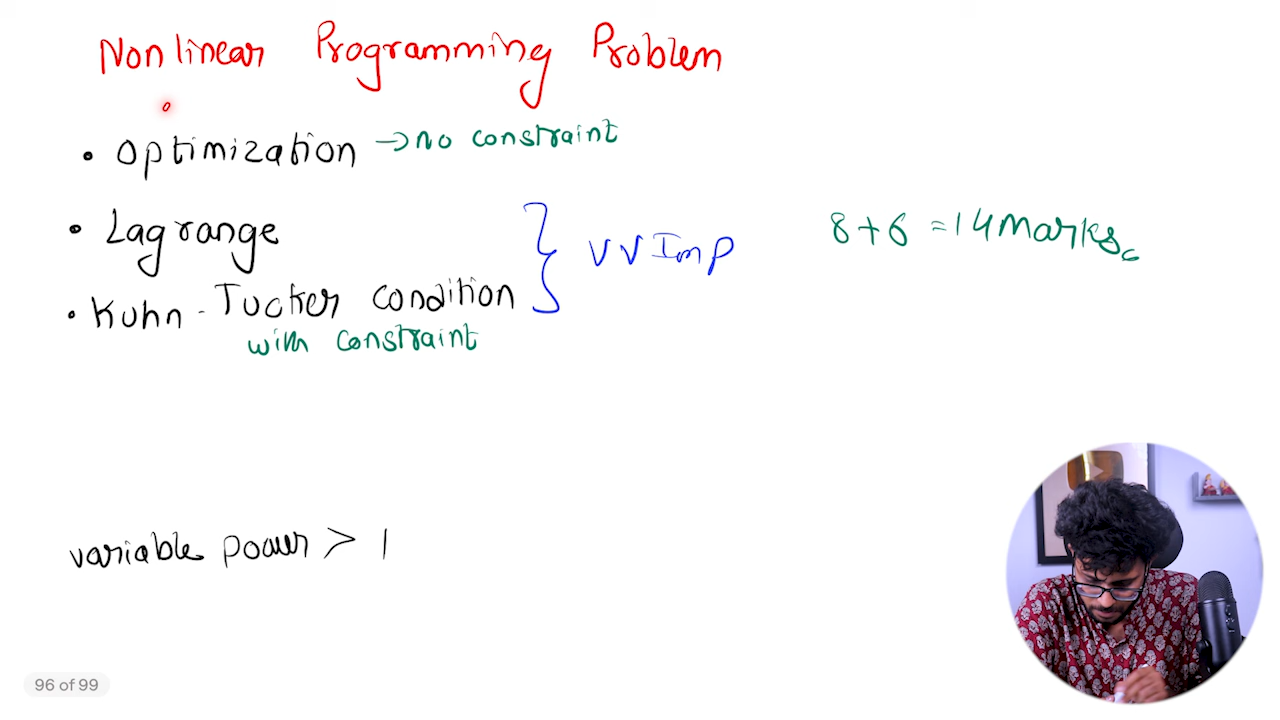 Nonlinear Programming Problem
• Optimization → no constraint
• Lagrange
} VV Imp
8 + 6 = 14 marks
• Kuhn - Tucker condition
with constraint
variable power > 1
96 of 99